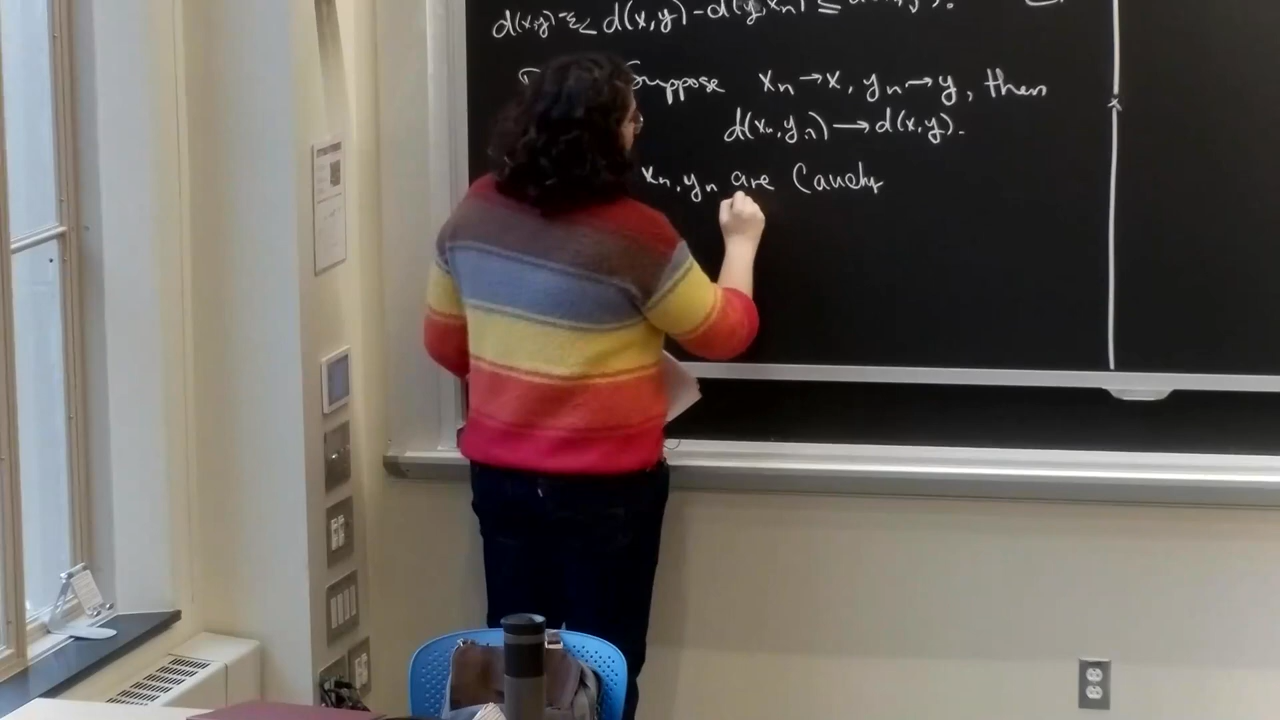 d(x,y)-ε ≤ d(x,y)-d(y,xn) ≤
Suppose xn→x, yn→y, then
d(xn,yn)→d(x,y).
xn,yn are Cauchy